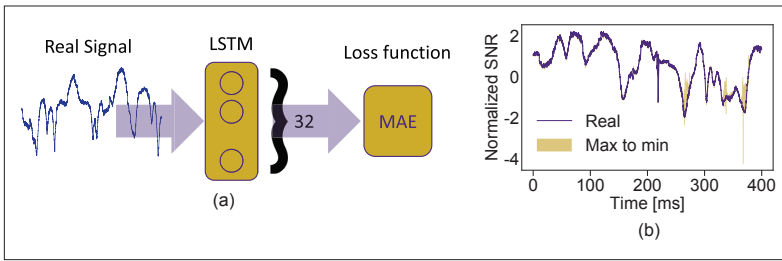 Real Signal
LSTM
Loss function
32
MAE
(a)
Normalized SNR
2
0
-2
-4
Real
Max to min
0 100 200 300 400
Time [ms]
(b)